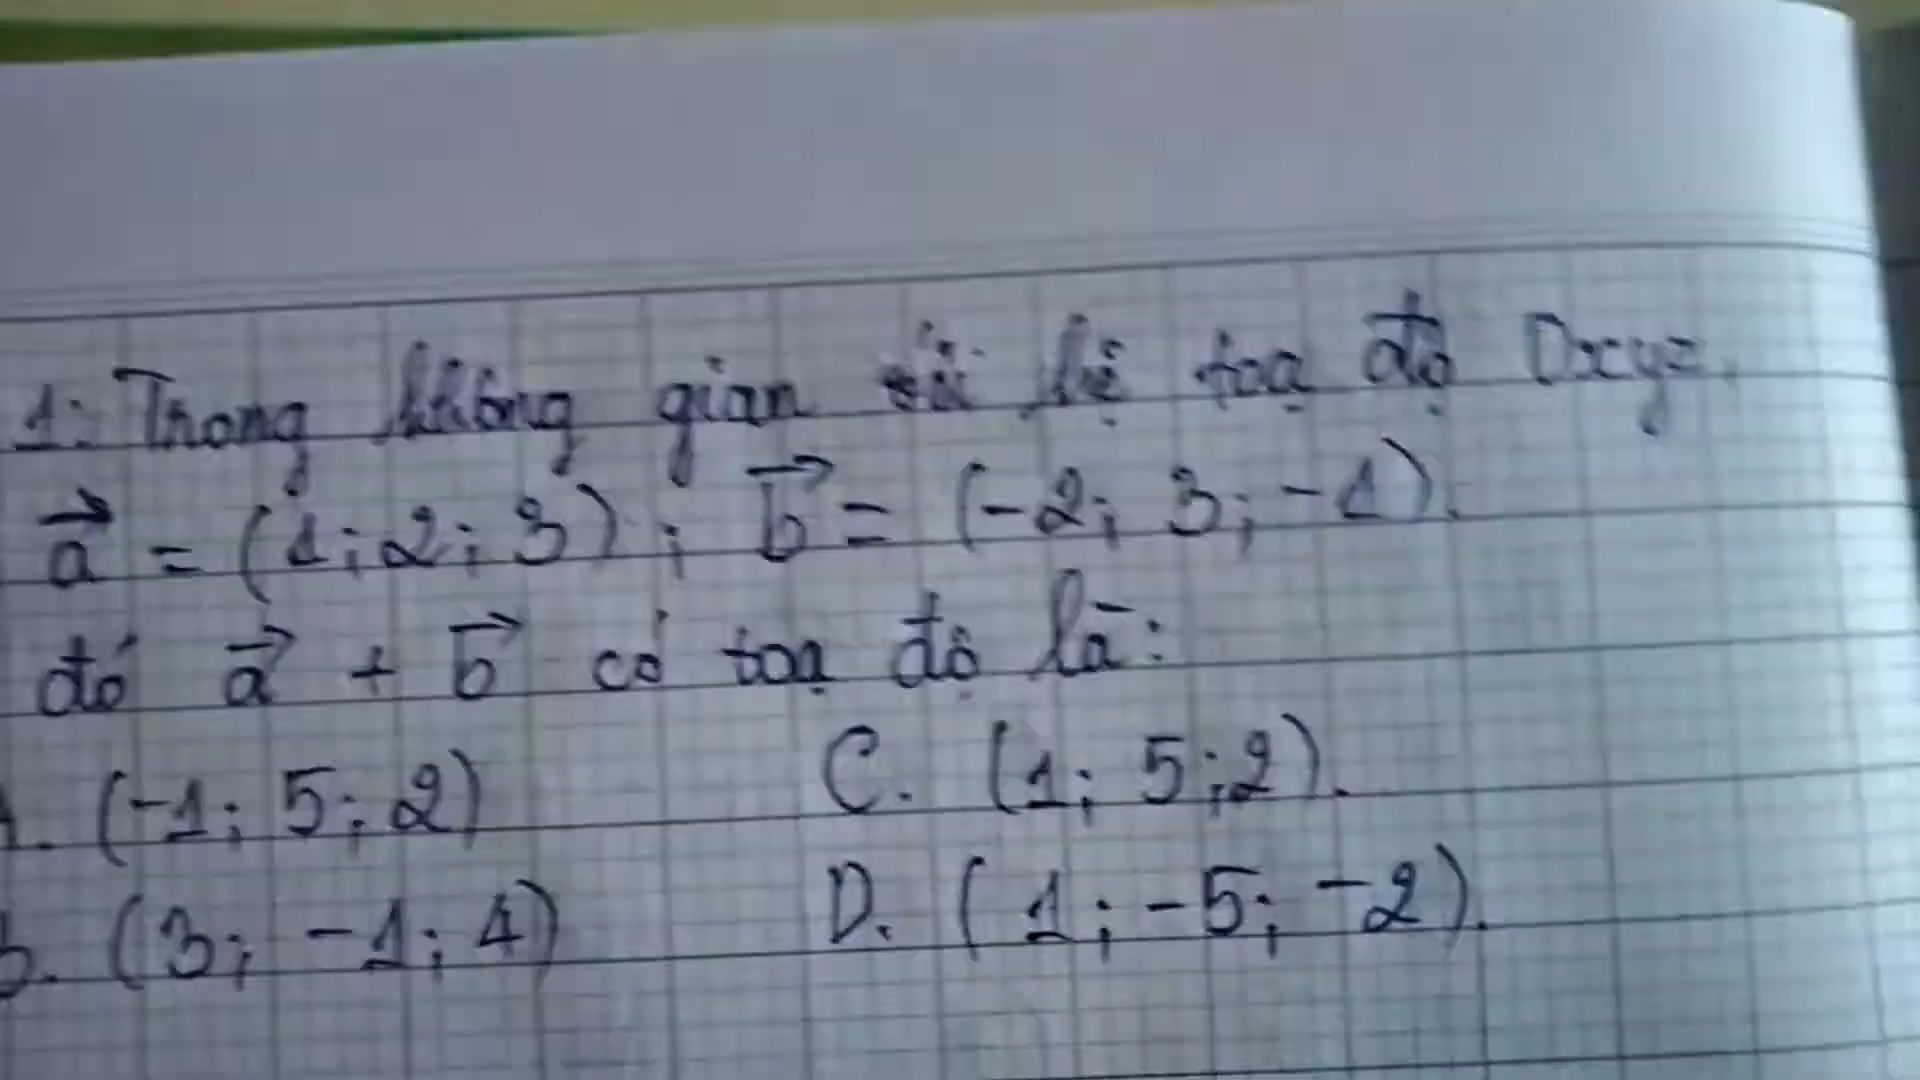 1: Trong không gian với hệ toạ độ Oxyz.
a⃗ = (1; 2; 3); b⃗ = (-2; 3; -1).
đó a⃗ + b⃗ có toạ độ là:
A. (-1; 5; 2) C. (1; 5; 2).
B. (3; -1; 4) D. (1; -5; -2).